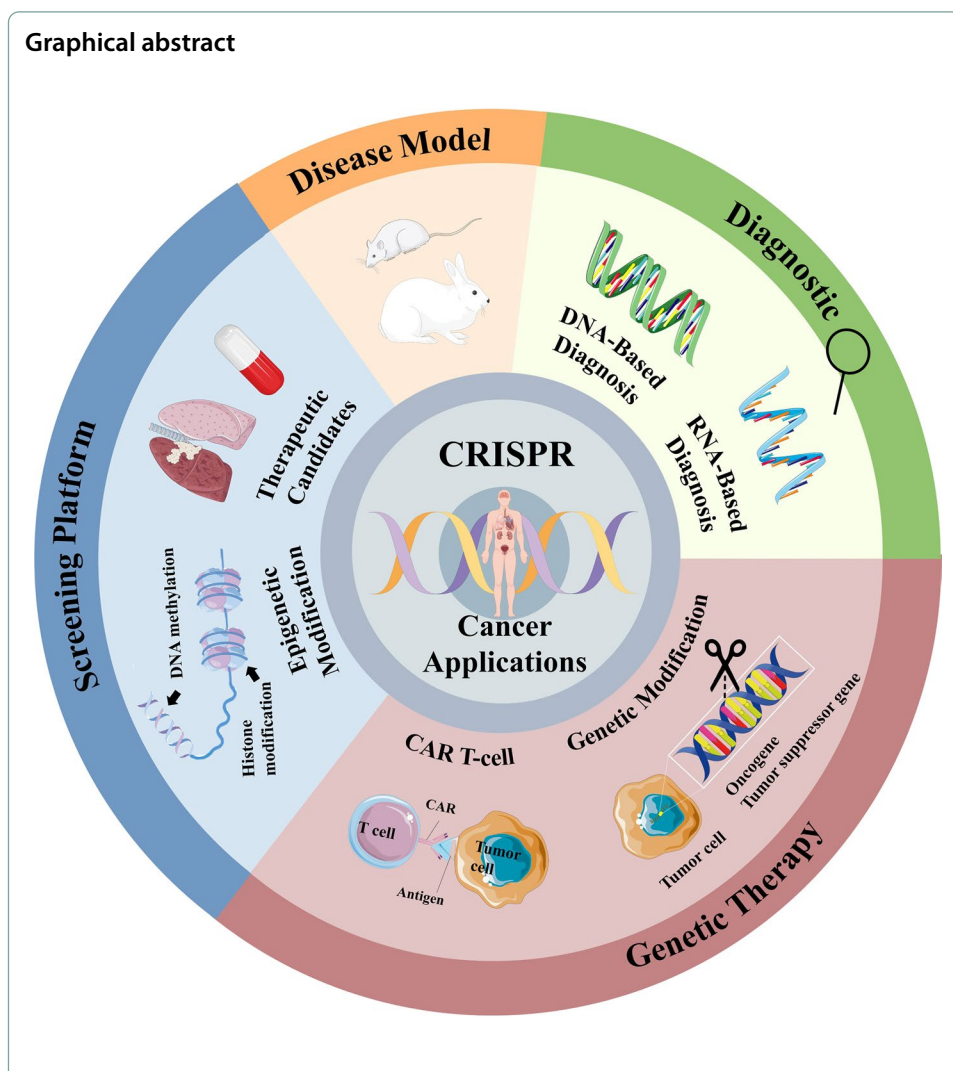 Graphical abstract
Disease Model
Diagnostic
DNA-Based
Diagnosis
RNA-Based
Diagnosis
Screening Platform
Therapeutic
Candidates
Epigenetic
Modification
DNA methylation
Histone
modification
CRISPR
Cancer
Applications
Genetic Therapy
CAR T-cell
T cell
CAR
Antigen
Tumor
cell
Genetic Modification
Oncogene
Tumor suppressor gene
Tumor cell